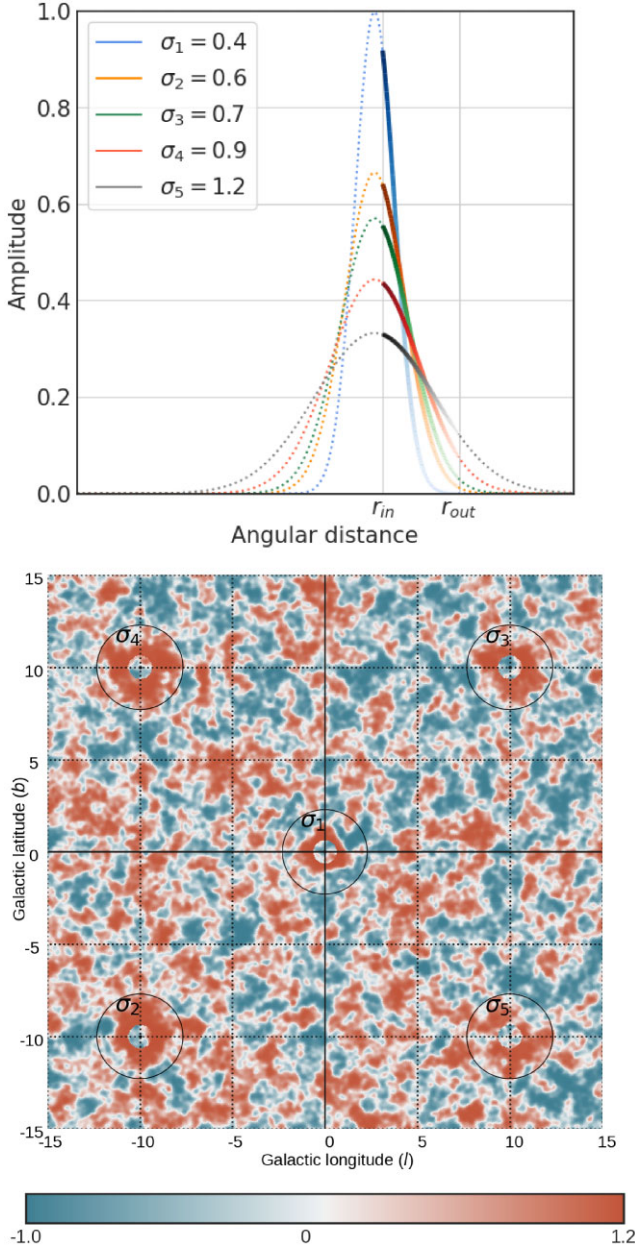 1.0
σ₁ = 0.4
σ₂ = 0.6
0.8
σ₃ = 0.7
σ₄ = 0.9
σ₅ = 1.2
0.6
Amplitude
0.4
0.2
0.0
r_in r_out
Angular distance
15
σ₄ σ₃
10
5
Galactic latitude (b)
σ₁
0
-5
σ₂ σ₅
-10
-15
-15 -10 -5 0 5 10 15
Galactic longitude (l)
-1.0 0 1.2